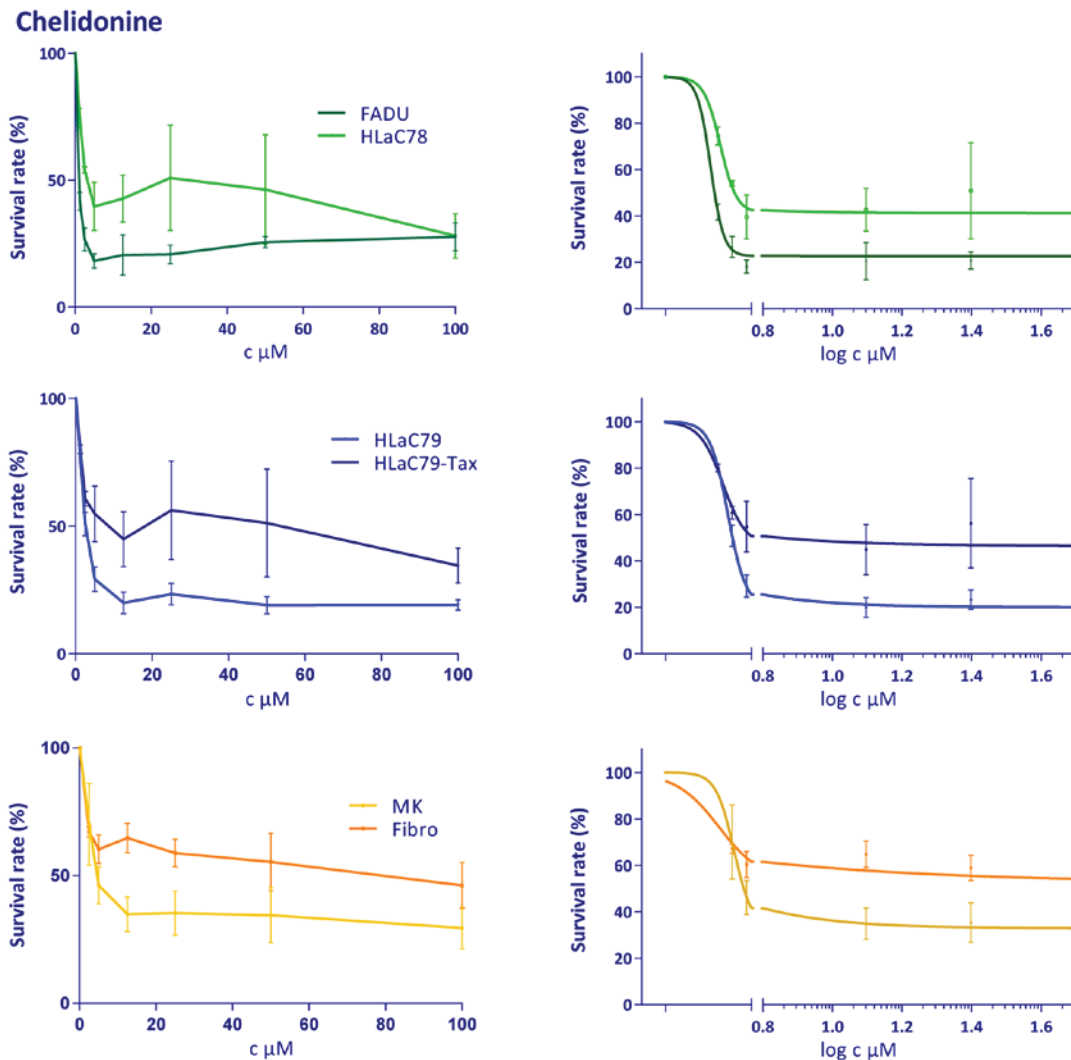 Chelidonine
Survival rate (%)
100
50
0
0 20 40 60 80 100
c µM
FADU
HLaC78
Survival rate (%)
100
80
60
40
20
0
0.8 1.0 1.2 1.4 1.6
log c µM
Survival rate (%)
100
50
0
0 20 40 60 80 100
c µM
HLaC79
HLaC79-Tax
Survival rate (%)
100
80
60
40
20
0
0.8 1.0 1.2 1.4 1.6
log c µM
Survival rate (%)
100
50
0
0 20 40 60 80 100
c µM
MK
Fibro
Survival rate (%)
100
80
60
40
20
0
0.8 1.0 1.2 1.4 1.6
log c µM